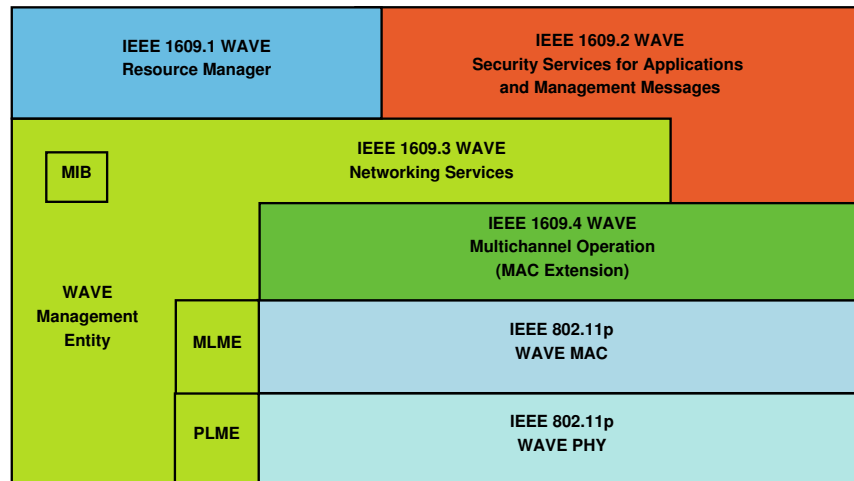 IEEE 1609.1 WAVE
Resource Manager
IEEE 1609.2 WAVE
Security Services for Applications
and Management Messages
IEEE 1609.3 WAVE
Networking Services
MIB
IEEE 1609.4 WAVE
Multichannel Operation
(MAC Extension)
WAVE
Management
Entity
MLME
IEEE 802.11p
WAVE MAC
PLME
IEEE 802.11p
WAVE PHY